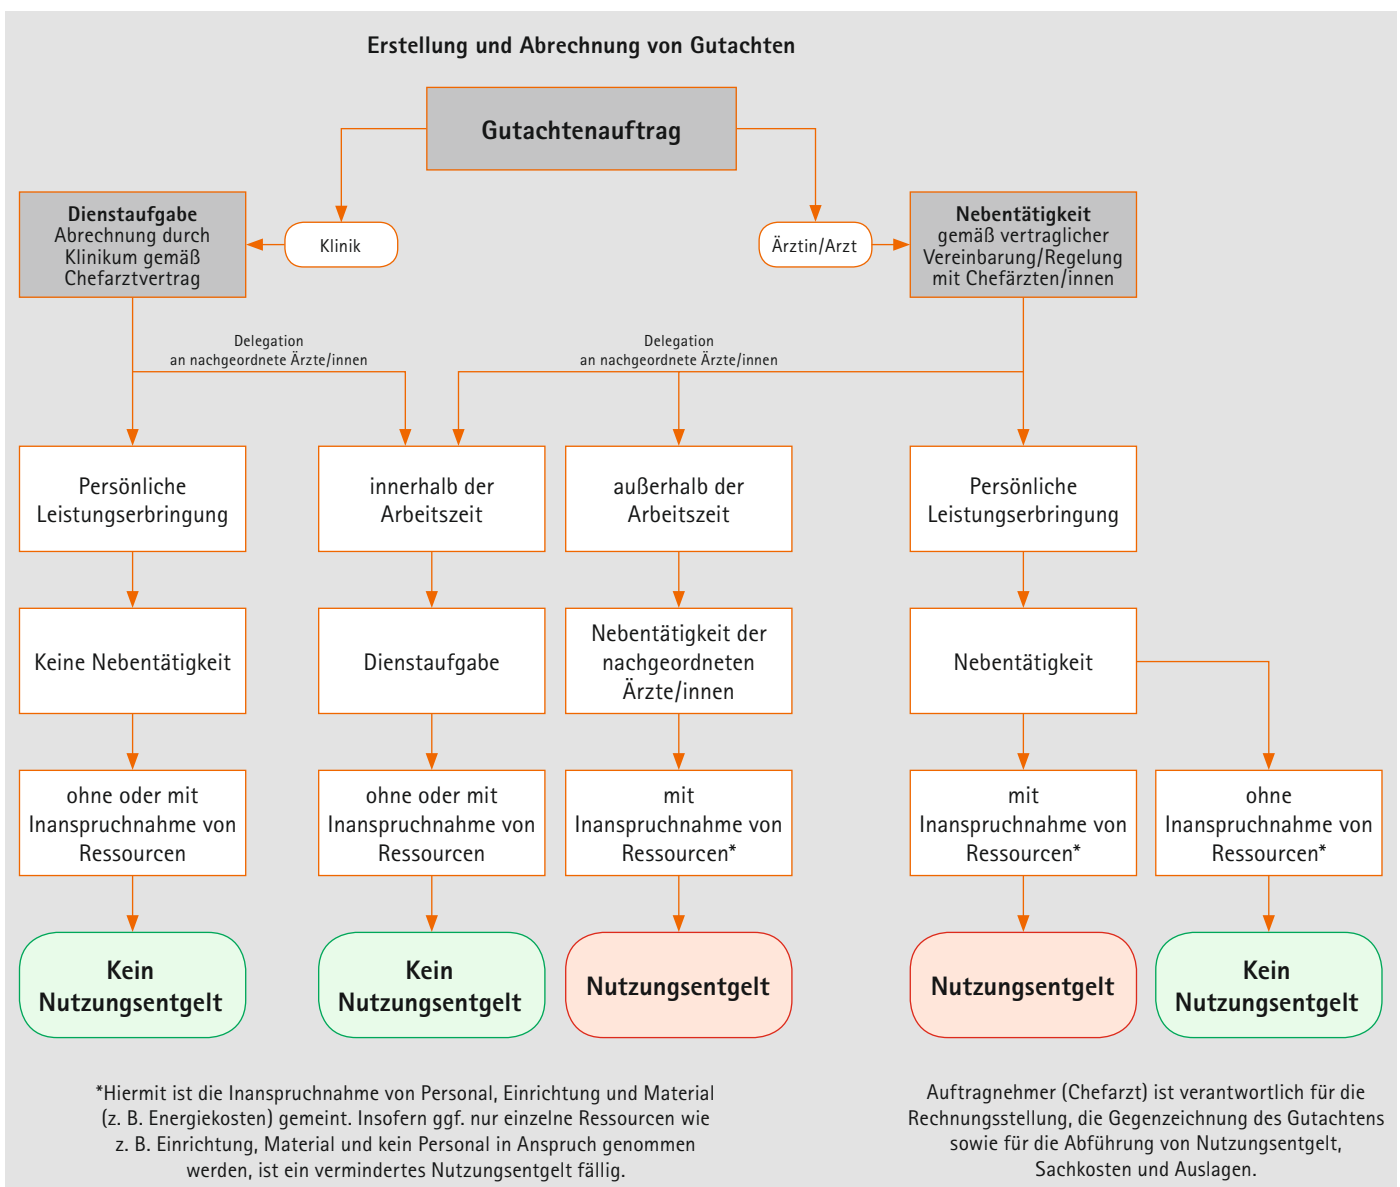 Erstellung und Abrechnung von Gutachten
Gutachtenauftrag
Dienstaufgabe
Abrechnung durch
Klinikum gemäß
Chefarztvertrag
Klinik
Ärztin/Arzt
Nebentätigkeit
gemäß vertraglicher
Vereinbarung/Regelung
mit Chefärzten/innen
Delegation
an nachgeordnete Ärzte/innen
Delegation
an nachgeordnete Ärzte/innen
Persönliche
Leistungserbringung
innerhalb der
Arbeitszeit
außerhalb der
Arbeitszeit
Persönliche
Leistungserbringung
Keine Nebentätigkeit
Dienstaufgabe
Nebentätigkeit der
nachgeordneten
Ärzte/innen
Nebentätigkeit
ohne oder mit
Inanspruchnahme von
Ressourcen
ohne oder mit
Inanspruchnahme von
Ressourcen
mit
Inanspruchnahme von
Ressourcen*
mit
Inanspruchnahme von
Ressourcen*
ohne
Inanspruchnahme von
Ressourcen*
Kein
Nutzungsentgelt
Kein
Nutzungsentgelt
Nutzungsentgelt
Nutzungsentgelt
Kein
Nutzungsentgelt
*Hiermit ist die Inanspruchnahme von Personal, Einrichtung und Material
(z. B. Energiekosten) gemeint. Insofern ggf. nur einzelne Ressourcen wie
z. B. Einrichtung, Material und kein Personal in Anspruch genommen
werden, ist ein vermindertes Nutzungsentgelt fällig.
Auftragnehmer (Chefarzt) ist verantwortlich für die
Rechnungsstellung, die Gegenzeichnung des Gutachtens
sowie für die Abführung von Nutzungsentgelt,
Sachkosten und Auslagen.